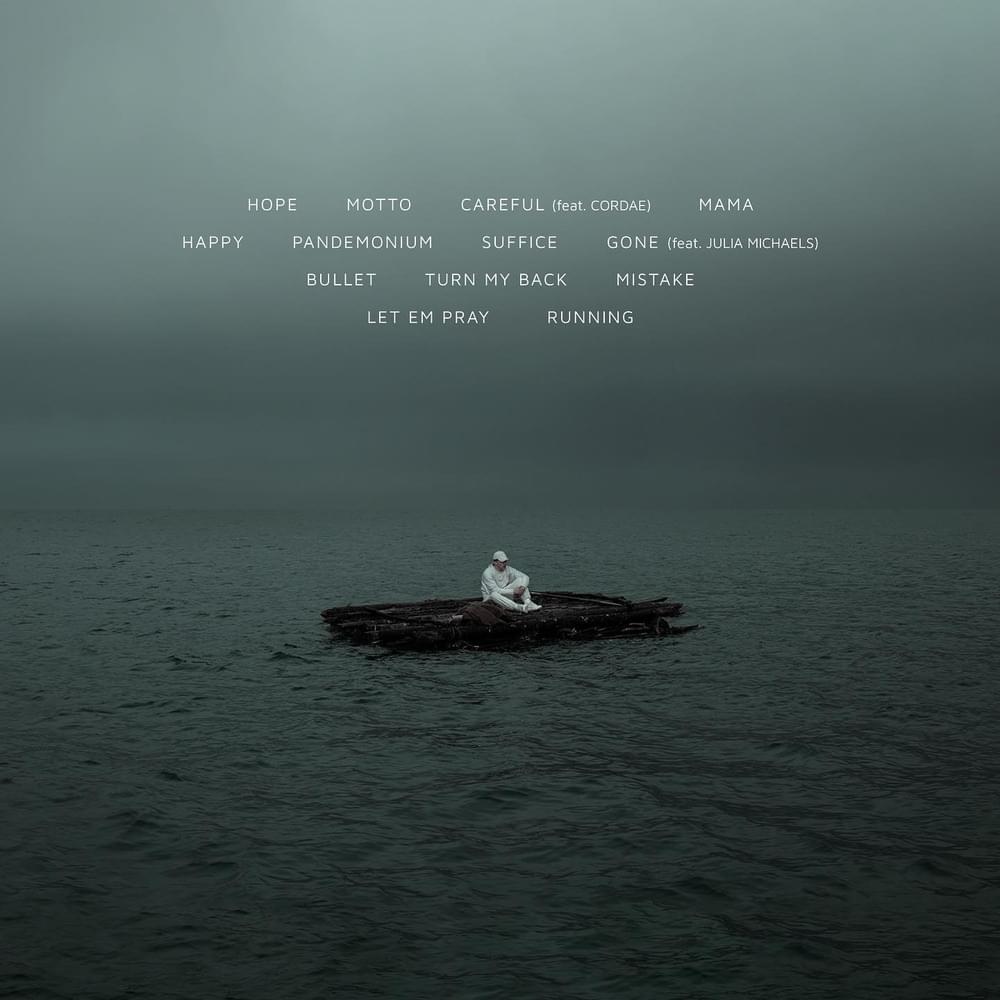 HOPE MOTTO CAREFUL (feat. CORDAE) MAMA
HAPPY PANDEMONIUM SUFFICE GONE (feat. JULIA MICHAELS)
BULLET TURN MY BACK MISTAKE
LET EM PRAY RUNNING